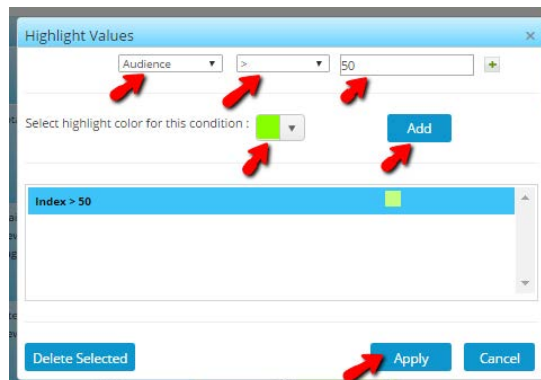 Highlight Values ×
Audience > 50
Select highlight color for this condition : Add
Index > 50
Delete Selected Apply Cancel